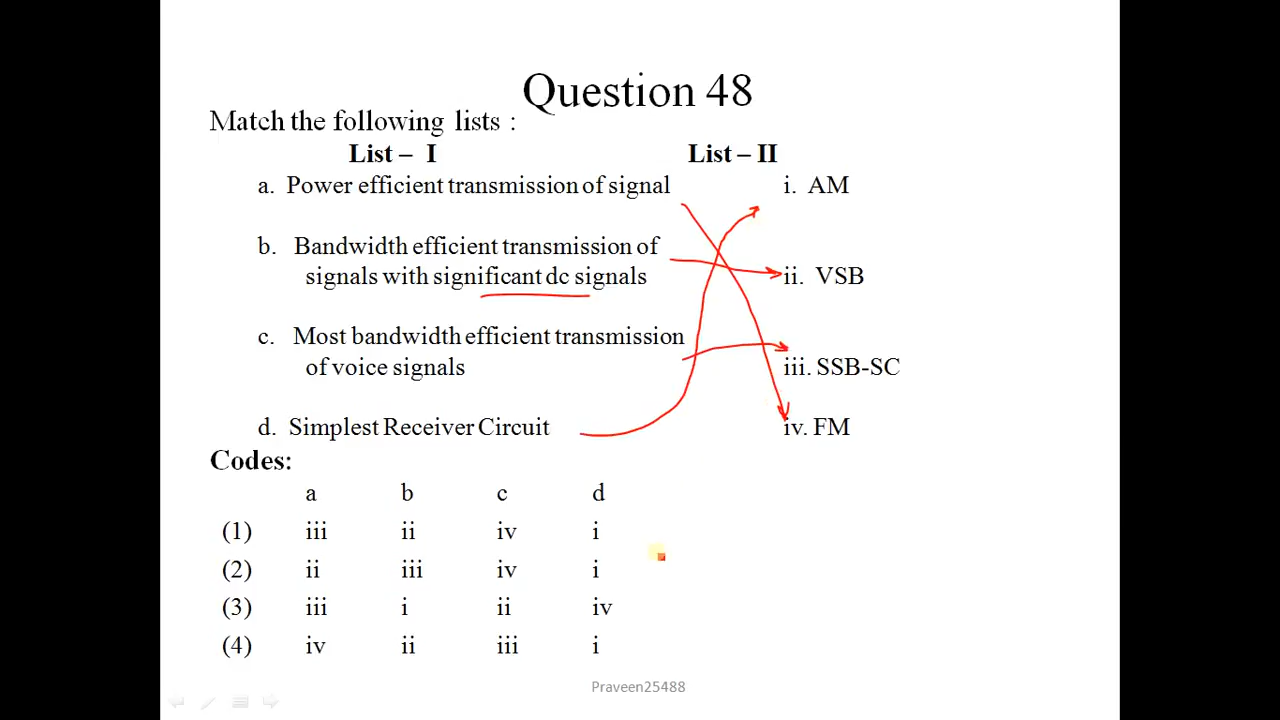 Question 48
Match the following lists :
List – I List – II
a. Power efficient transmission of signal i. AM
b. Bandwidth efficient transmission of
signals with significant dc signals ii. VSB
c. Most bandwidth efficient transmission
of voice signals iii. SSB-SC
d. Simplest Receiver Circuit iv. FM
Codes:
a b c d
(1) iii ii iv i
(2) ii iii iv i
(3) iii i ii iv
(4) iv ii iii i
Praveen25488